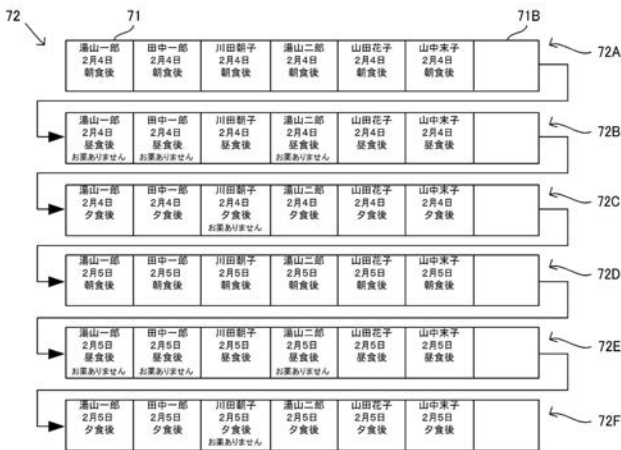 72
71
71B
湯山一郎 田中一郎 川田朝子 湯山二郎 山田花子 山中末子
2月4日 2月4日 2月4日 2月4日 2月4日 2月4日
朝食後 朝食後 朝食後 朝食後 朝食後 朝食後
72A
湯山一郎 田中一郎 川田朝子 湯山二郎 山田花子 山中末子
2月4日 2月4日 2月4日 2月4日 2月4日 2月4日
昼食後 昼食後 昼食後 昼食後 昼食後 昼食後
お薬ありません お薬ありません お薬ありません
72B
湯山一郎 田中一郎 川田朝子 湯山二郎 山田花子 山中末子
2月4日 2月4日 2月4日 2月4日 2月4日 2月4日
夕食後 夕食後 夕食後 夕食後 夕食後 夕食後
お薬ありません
72C
湯山一郎 田中一郎 川田朝子 湯山二郎 山田花子 山中末子
2月5日 2月5日 2月5日 2月5日 2月5日 2月5日
朝食後 朝食後 朝食後 朝食後 朝食後 朝食後
72D
湯山一郎 田中一郎 川田朝子 湯山二郎 山田花子 山中末子
2月5日 2月5日 2月5日 2月5日 2月5日 2月5日
昼食後 昼食後 昼食後 昼食後 昼食後 昼食後
お薬ありません お薬ありません お薬ありません
72E
湯山一郎 田中一郎 川田朝子 湯山二郎 山田花子 山中末子
2月5日 2月5日 2月5日 2月5日 2月5日 2月5日
夕食後 夕食後 夕食後 夕食後 夕食後 夕食後
お薬ありません
72F